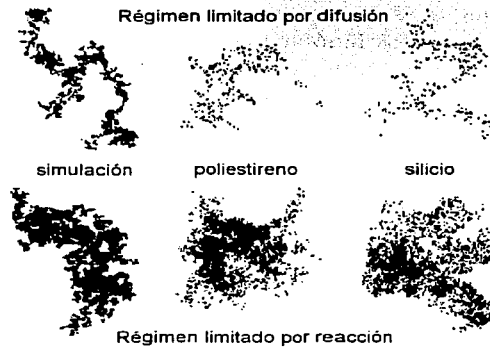 Régimen limitado por difusión
simulación poliestireno silicio
Régimen limitado por reacción